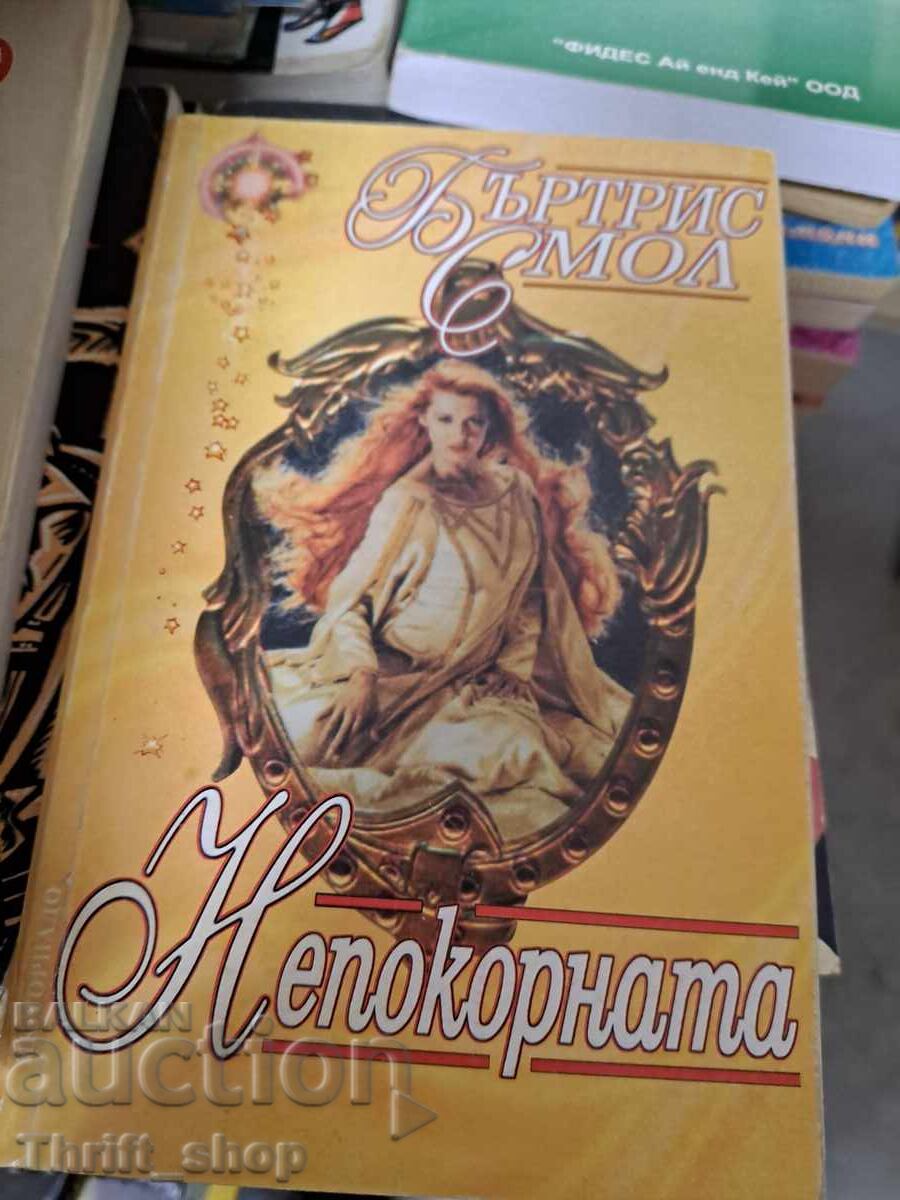 "ФИДЕС Ай енд Кей" ООД
БЪРТРИС
СМОЛ
Непокорната
BALKAN
auction
Thrift_shop